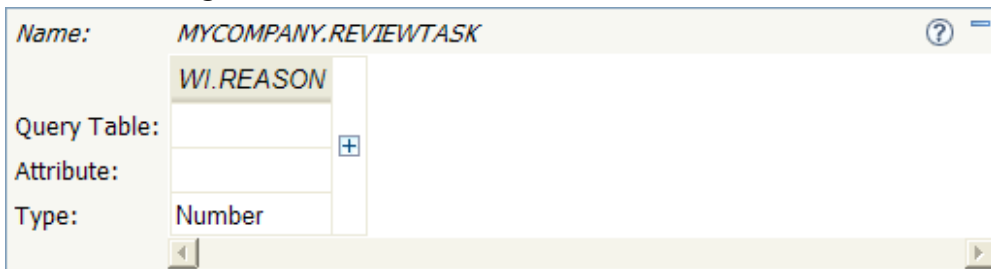 Name: MYCOMPANY.REVIEWTASK
WI.REASON
Query Table:
Attribute:
Type: Number